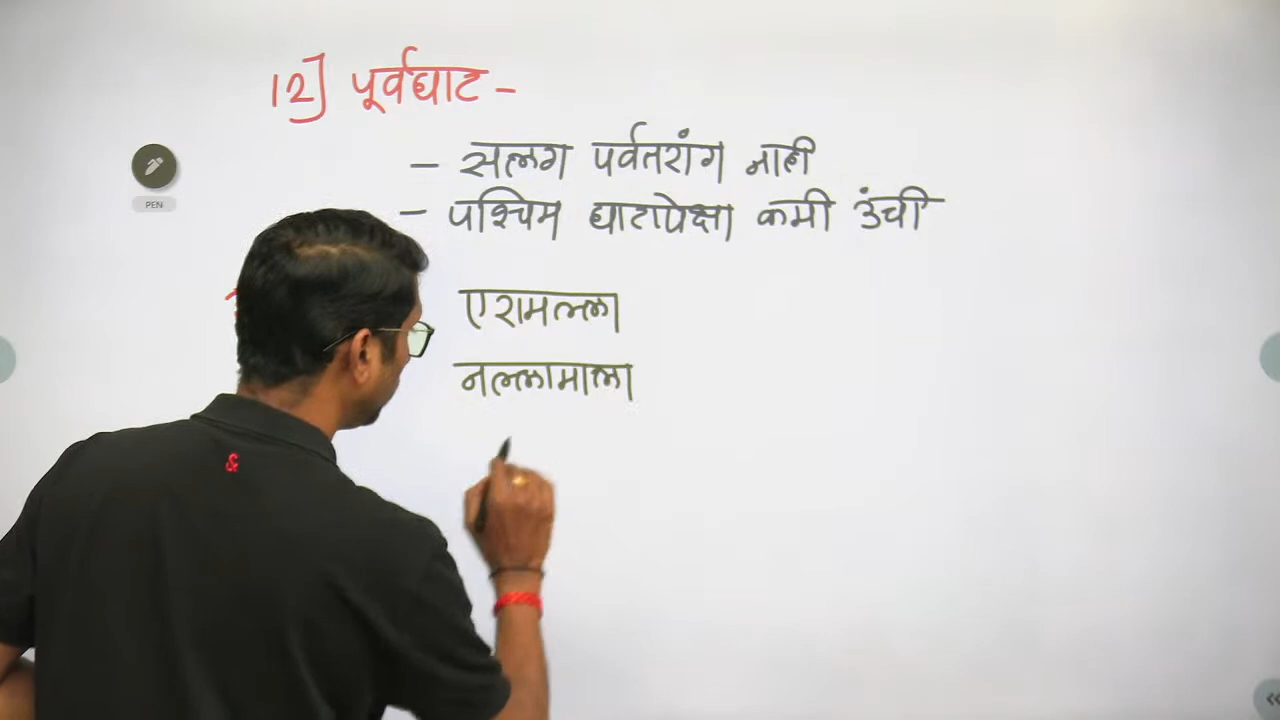 12] पूर्वघाट -
- सलग पर्वतरांग नाही
- पश्चिम घाटापेक्षा कमी उंची
एरामल्ला
नल्लामाला
PEN
&